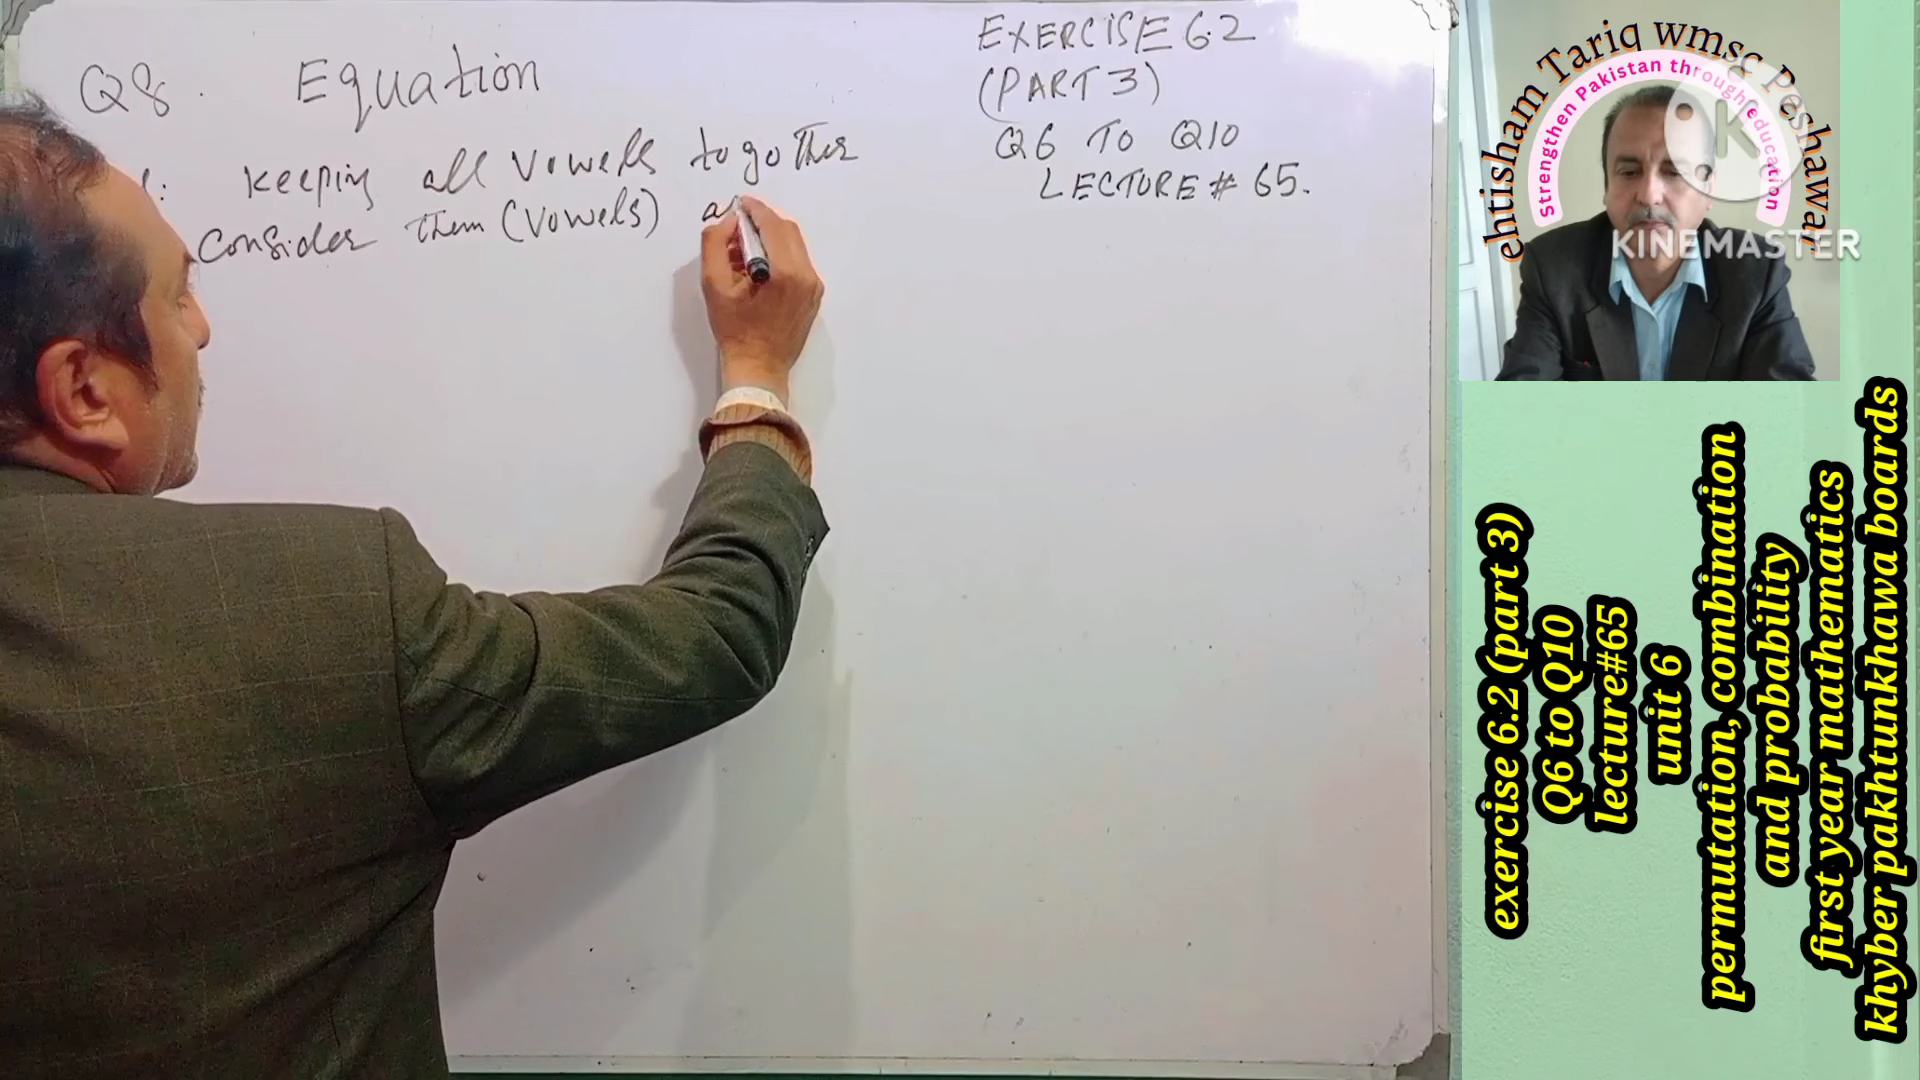 Q8. Equation
Keeping all vowels togother
Consider them (vowels) a
EXERCISE 6.2
(PART 3)
Q6 TO Q10
LECTURE # 65.
ehtisham Tariq wmsg Peshawar
Strengthen Pakistan through education
K
KINEMASTER
exercise 6.2 (part 3)
Q6 to Q10
lecture#65
unit 6
permutation, combination
and probability
first year mathematics
khyber pakhtunkhawa boards